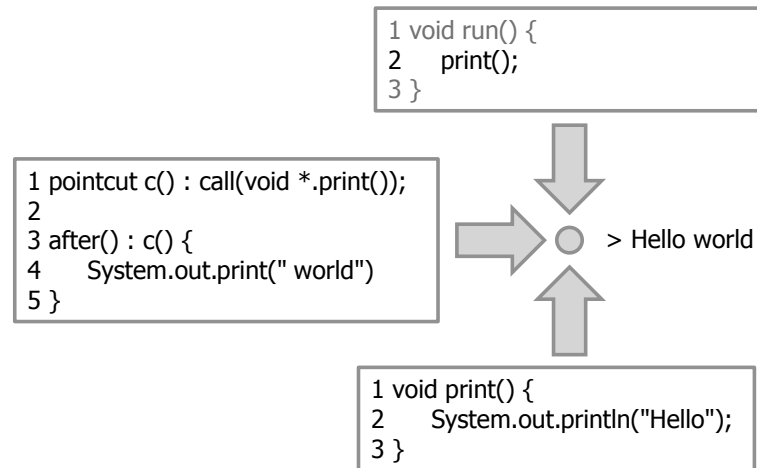 1 void run() {
2 print();
3 }
1 pointcut c() : call(void *.print());
2
3 after() : c() {
4 System.out.print(" world")
5 }
> Hello world
1 void print() {
2 System.out.println("Hello");
3 }